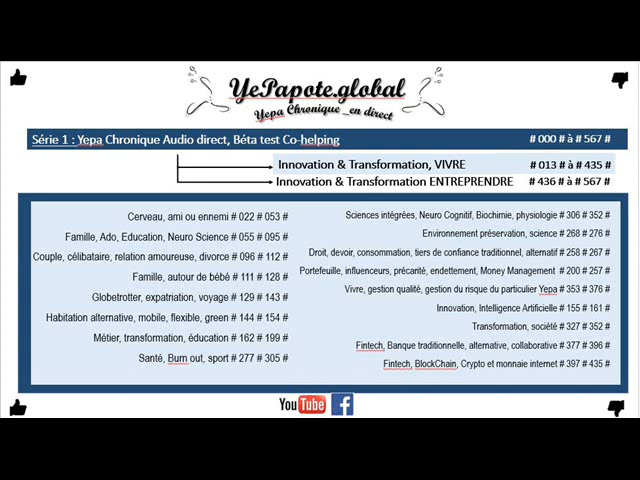 YePapote.global
Yepa Chronique _en direct
Série 1 : Yepa Chronique Audio direct, Béta test Co-helping # 000 # à # 567 #
Innovation & Transformation, VIVRE # 013 # à # 435 #
Innovation & Transformation ENTREPRENDRE # 436 # à # 567 #
Cerveau, ami ou ennemi # 022 # 053 #
Famille, Ado, Education, Neuro Science # 055 # 095 #
Couple, célibataire, relation amoureuse, divorce # 096 # 112 #
Famille, autour de bébé # 111 # 128 #
Globetrotter, expatriation, voyage # 129 # 143 #
Habitation alternative, mobile, flexible, green # 144 # 154 #
Métier, transformation, éducation # 162 # 199 #
Santé, Burn out, sport # 277 # 305 #
Sciences intégrées, Neuro Cognitif, Biochimie, physiologie # 306 # 352 #
Environnement préservation, science # 268 # 276 #
Droit, devoir, consommation, tiers de confiance traditionnel, alternatif # 258 # 267 #
Portefeuille, influenceurs, précarité, endettement, Money Management # 200 # 257 #
Vivre, gestion qualité, gestion du risque du particulier Yepa # 353 # 376 #
Innovation, Intelligence Artificielle # 155 # 161 #
Transformation, société # 327 # 352 #
Fintech, Banque traditionnelle, alternative, collaborative # 377 # 396 #
Fintech, BlockChain, Crypto et monnaie internet # 397 # 435 #
YouTube f